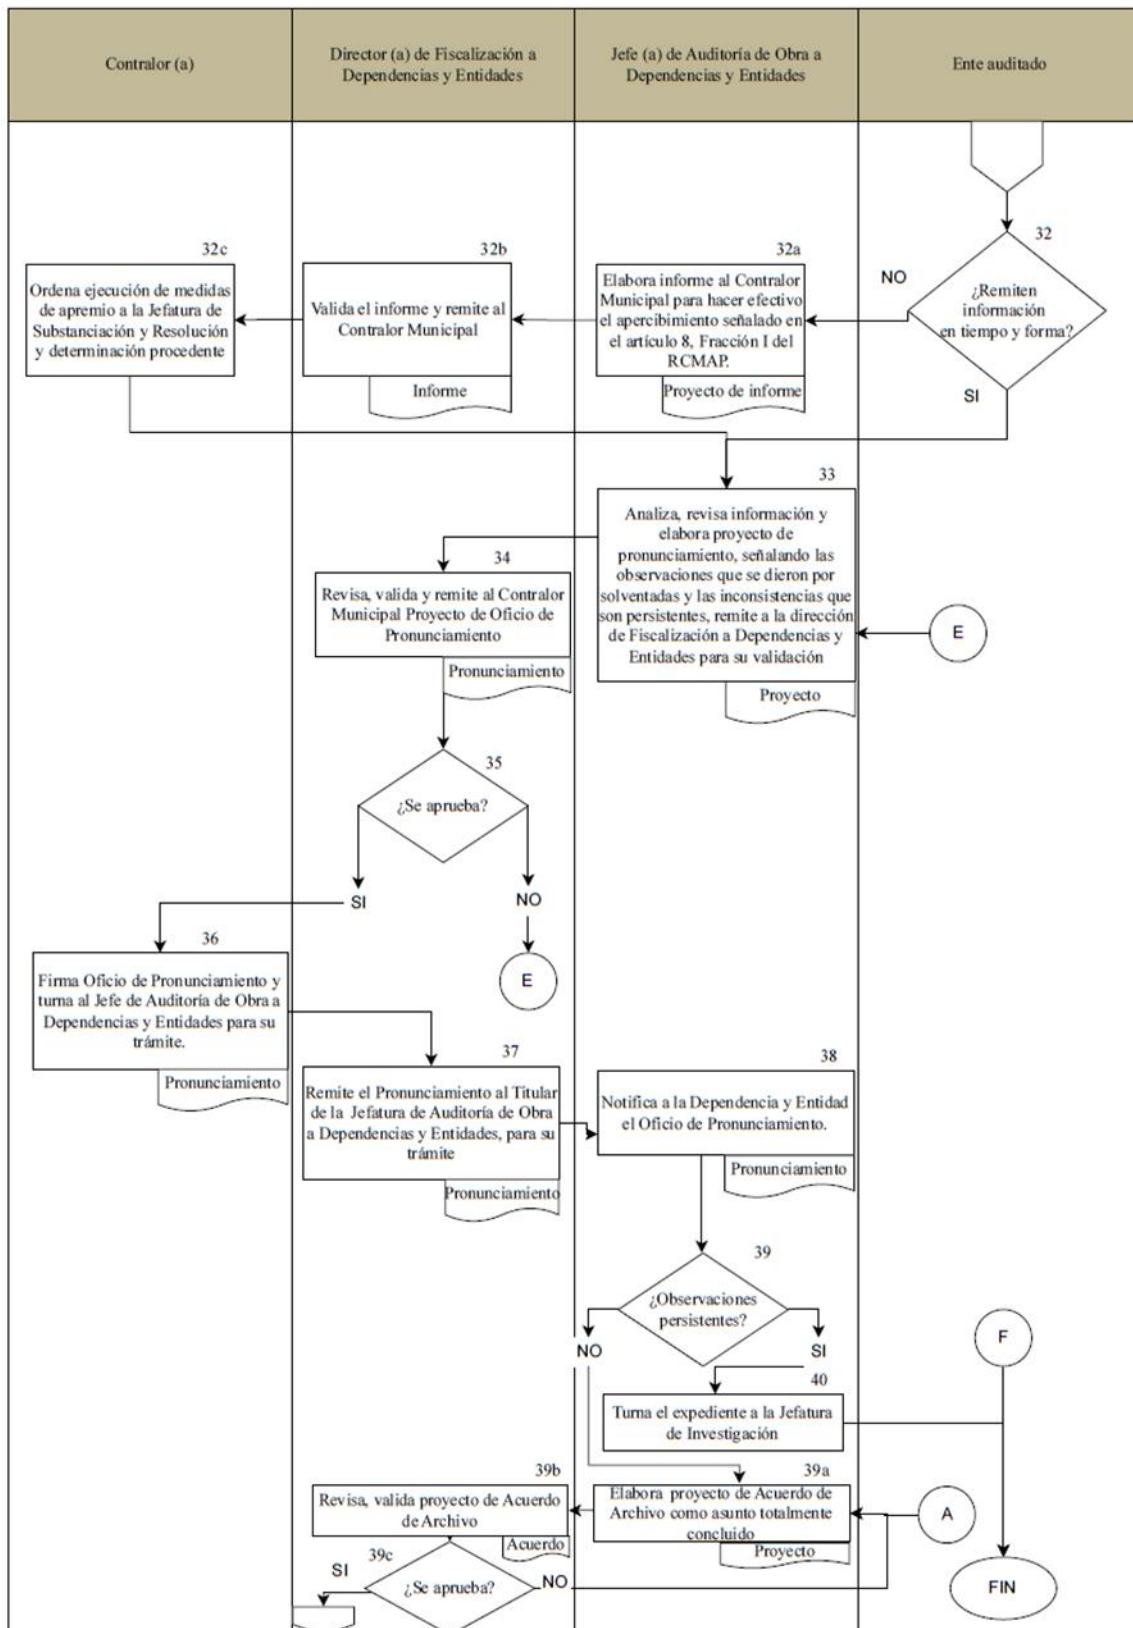 Contralor (a)
Director (a) de Fiscalización a
Dependencias y Entidades
Jefe (a) de Auditoría de Obra a
Dependencias y Entidades
Ente auditado
32
¿Remiten
información
en tiempo y forma?
NO
SI
32a
Elabora informe al Contralor
Municipal para hacer efectivo
el apercibimiento señalado en
el artículo 8, Fracción I del
RCMAP.
Proyecto de informe
32b
Valida el informe y remite al
Contralor Municipal
Informe
32c
Ordena ejecución de medidas
de apremio a la Jefatura de
Substanciación y Resolución
y determinación procedente
33
Analiza, revisa información y
elabora proyecto de
pronunciamiento, señalando las
observaciones que se dieron por
solventadas y las inconsistencias que
son persistentes, remite a la dirección
de Fiscalización a Dependencias y
Entidades para su validación
Proyecto
E
34
Revisa, valida y remite al Contralor
Municipal Proyecto de Oficio de
Pronunciamiento
Pronunciamiento
35
¿Se aprueba?
SI
NO
E
36
Firma Oficio de Pronunciamiento y
turna al Jefe de Auditoría de Obra a
Dependencias y Entidades para su
trámite.
Pronunciamiento
37
Remite el Pronunciamiento al Titular
de la Jefatura de Auditoría de Obra
a Dependencias y Entidades, para su
trámite
Pronunciamiento
38
Notifica a la Dependencia y Entidad
el Oficio de Pronunciamiento.
Pronunciamiento
39
¿Observaciones
persistentes?
NO
SI
F
40
Turna el expediente a la Jefatura
de Investigación
39a
Elabora proyecto de Acuerdo de
Archivo como asunto totalmente
concluido
Proyecto
A
39b
Revisa, valida proyecto de Acuerdo
de Archivo
Acuerdo
39c
¿Se aprueba?
SI
NO
FIN